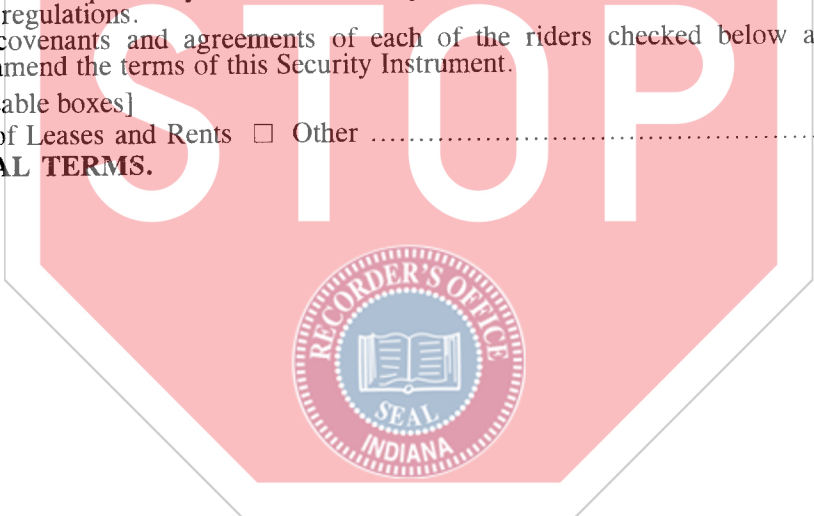 regulations.
covenants and agreements of each of the riders checked below a
mend the terms of this Security Instrument.
able boxes]
of Leases and Rents □ Other ........................................................
AL TERMS.
STOP
RECORDER'S OFFICE
SEAL
INDIANA